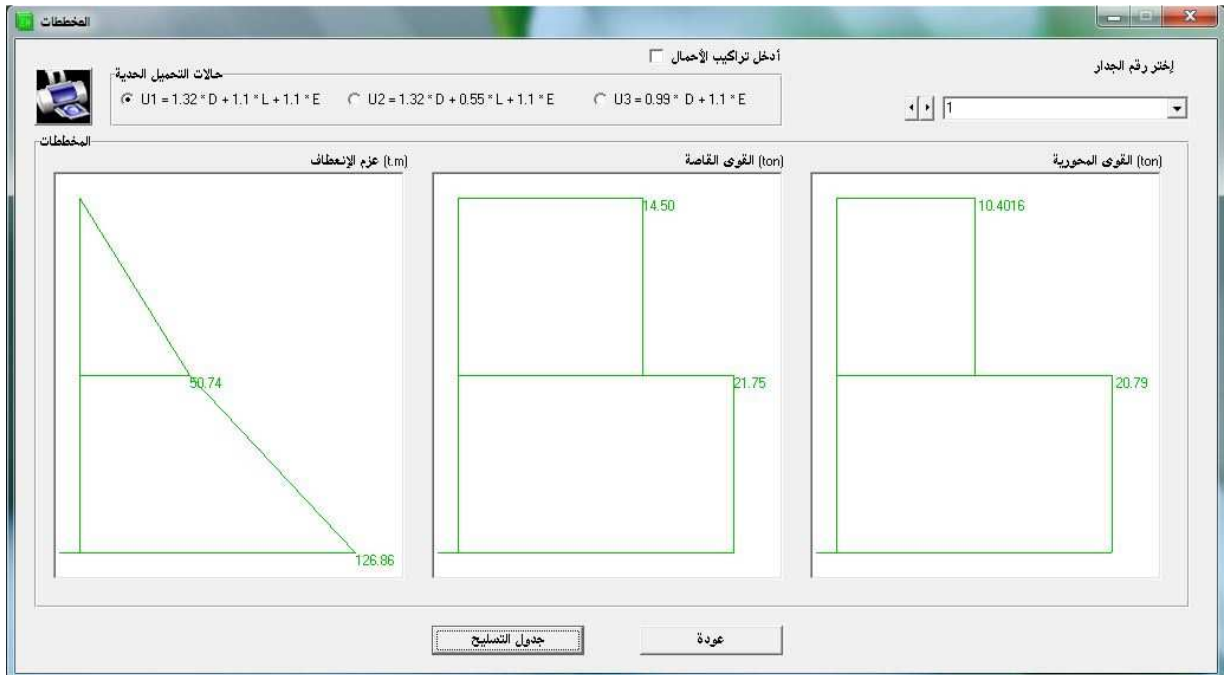 المخططات
أدخل تراكيب الأحمال
إختر رقم الجدار
حالات التحميل الحدية
U1 = 1.32 * D + 1.1 * L + 1.1 * E
U2 = 1.32 * D + 0.55 * L + 1.1 * E
U3 = 0.99 * D + 1.1 * E
1
المخططات
القوى المحورية (ton)
القوى القاصة (ton)
عزم الإنعطاف (t.m)
10.4016
20.79
14.50
21.75
50.74
126.86
جدول التسليح
عودة